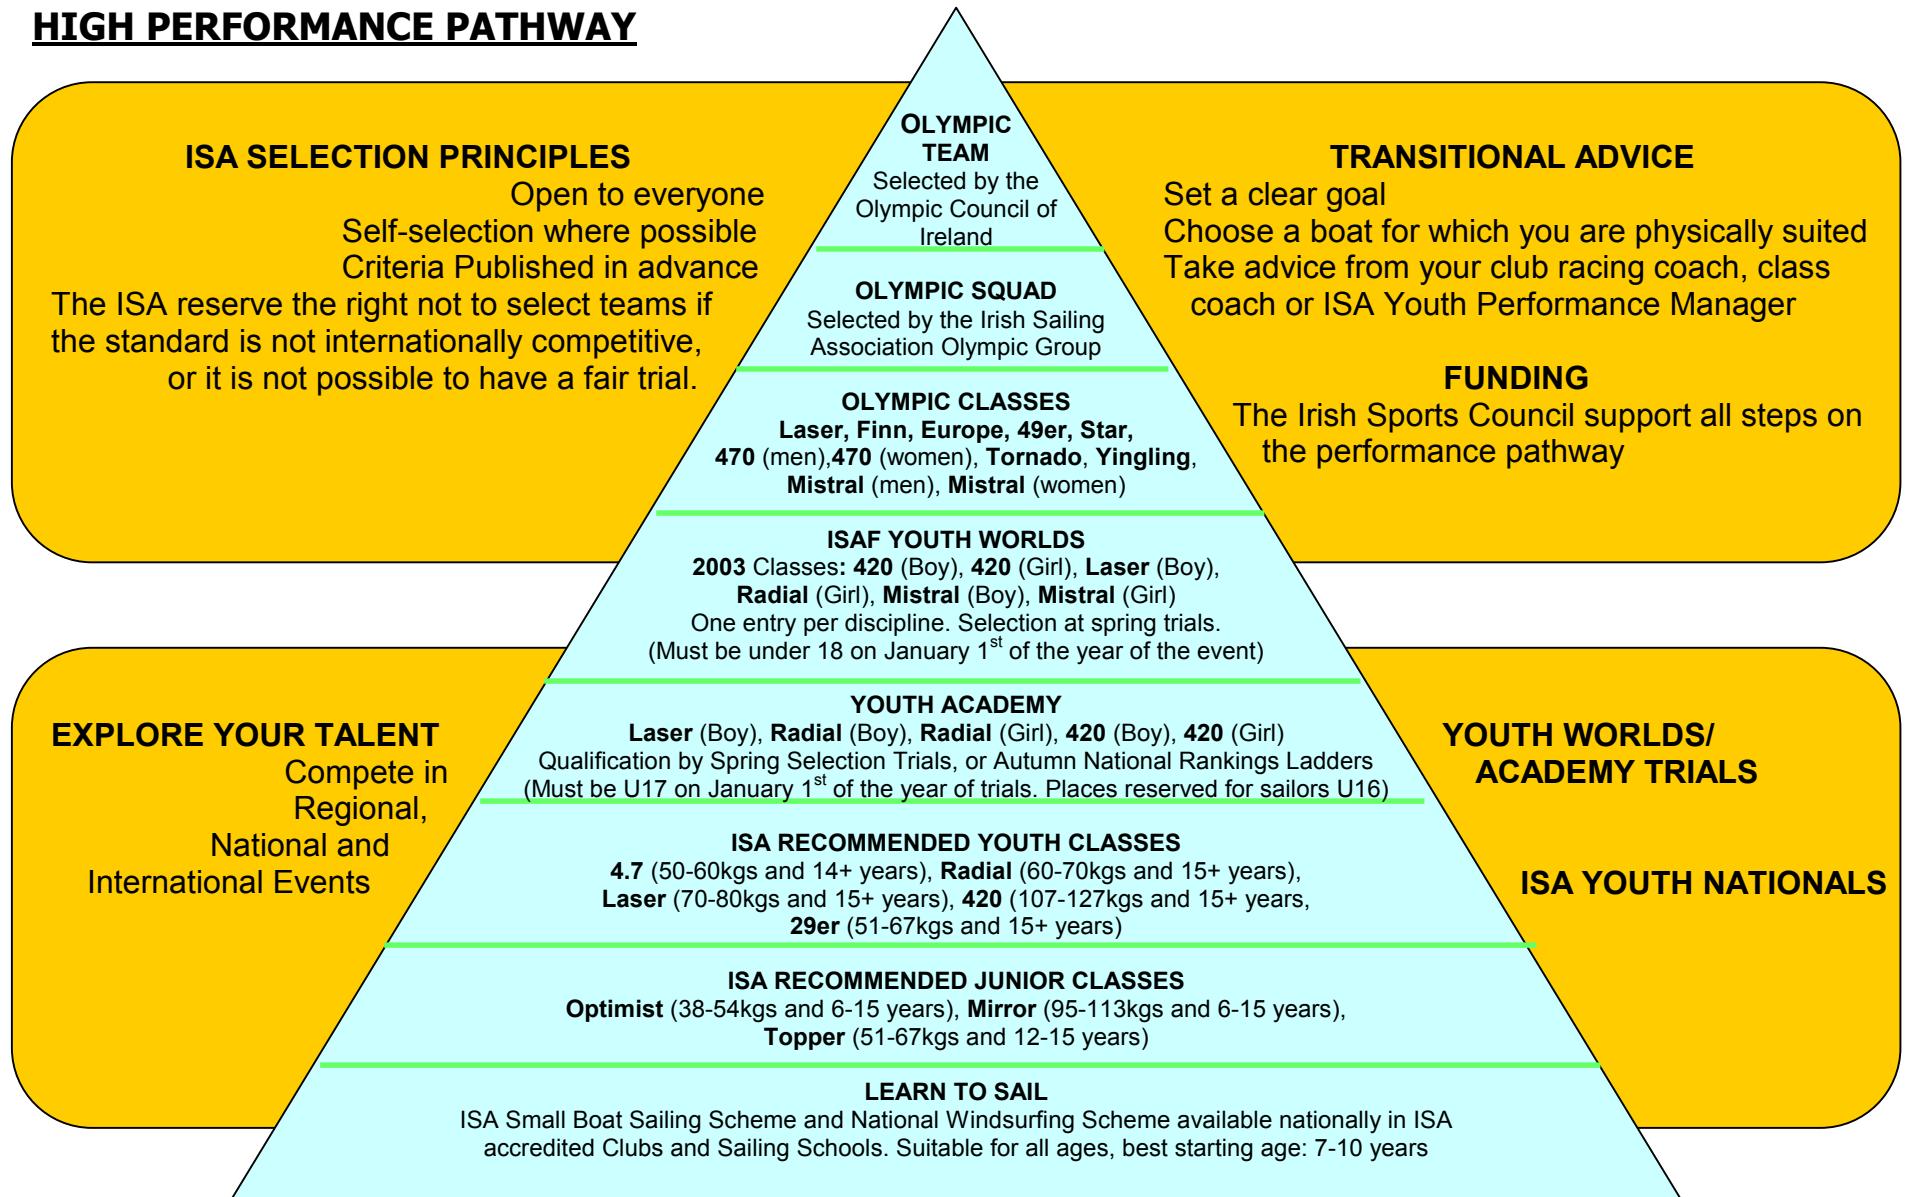 HIGH PERFORMANCE PATHWAY
ISA SELECTION PRINCIPLES
Open to everyone
Self-selection where possible
Criteria Published in advance
The ISA reserve the right not to select teams if
the standard is not internationally competitive,
or it is not possible to have a fair trial.
OLYMPIC
TEAM
Selected by the
Olympic Council of
Ireland
OLYMPIC SQUAD
Selected by the Irish Sailing
Association Olympic Group
OLYMPIC CLASSES
Laser, Finn, Europe, 49er, Star,
470 (men),470 (women), Tornado, Yingling,
Mistral (men), Mistral (women)
ISAF YOUTH WORLDS
2003 Classes: 420 (Boy), 420 (Girl), Laser (Boy),
Radial (Girl), Mistral (Boy), Mistral (Girl)
One entry per discipline. Selection at spring trials.
(Must be under 18 on January 1st of the year of the event)
YOUTH ACADEMY
Laser (Boy), Radial (Boy), Radial (Girl), 420 (Boy), 420 (Girl)
Qualification by Spring Selection Trials, or Autumn National Rankings Ladders
(Must be U17 on January 1st of the year of trials. Places reserved for sailors U16)
ISA RECOMMENDED YOUTH CLASSES
4.7 (50-60kgs and 14+ years), Radial (60-70kgs and 15+ years),
Laser (70-80kgs and 15+ years), 420 (107-127kgs and 15+ years,
29er (51-67kgs and 15+ years)
ISA RECOMMENDED JUNIOR CLASSES
Optimist (38-54kgs and 6-15 years), Mirror (95-113kgs and 6-15 years),
Topper (51-67kgs and 12-15 years)
LEARN TO SAIL
ISA Small Boat Sailing Scheme and National Windsurfing Scheme available nationally in ISA
accredited Clubs and Sailing Schools. Suitable for all ages, best starting age: 7-10 years
TRANSITIONAL ADVICE
Set a clear goal
Choose a boat for which you are physically suited
Take advice from your club racing coach, class
coach or ISA Youth Performance Manager
FUNDING
The Irish Sports Council support all steps on
the performance pathway
EXPLORE YOUR TALENT
Compete in
Regional,
National and
International Events
YOUTH WORLDS/
ACADEMY TRIALS
ISA YOUTH NATIONALS